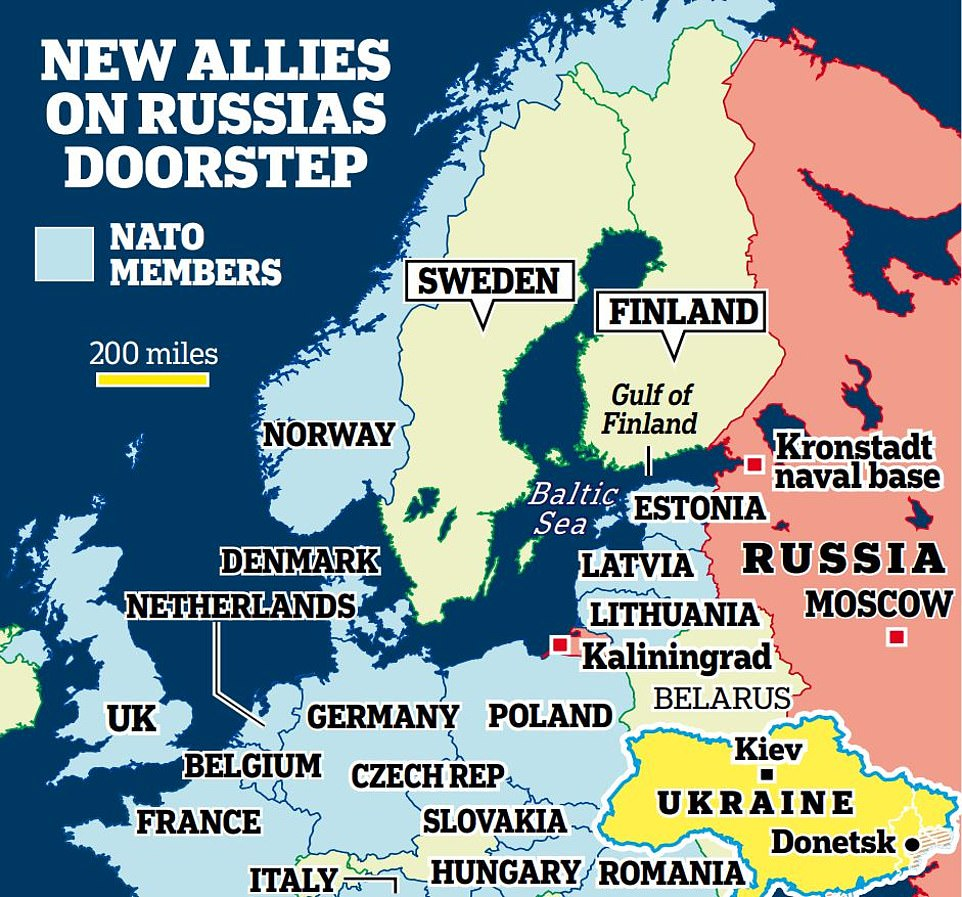 NEW ALLIES
ON RUSSIAS
DOORSTEP
NATO
MEMBERS
200 miles
SWEDEN
FINLAND
Gulf of
Finland
NORWAY
Kronstadt
naval base
Baltic
Sea
ESTONIA
RUSSIA
DENMARK
LATVIA
NETHERLANDS
LITHUANIA
MOSCOW
Kaliningrad
BELARUS
UK
GERMANY
POLAND
Kiev
BELGIUM
CZECH REP
UKRAINE
FRANCE
SLOVAKIA
Donetsk
ITALY
HUNGARY
ROMANIA